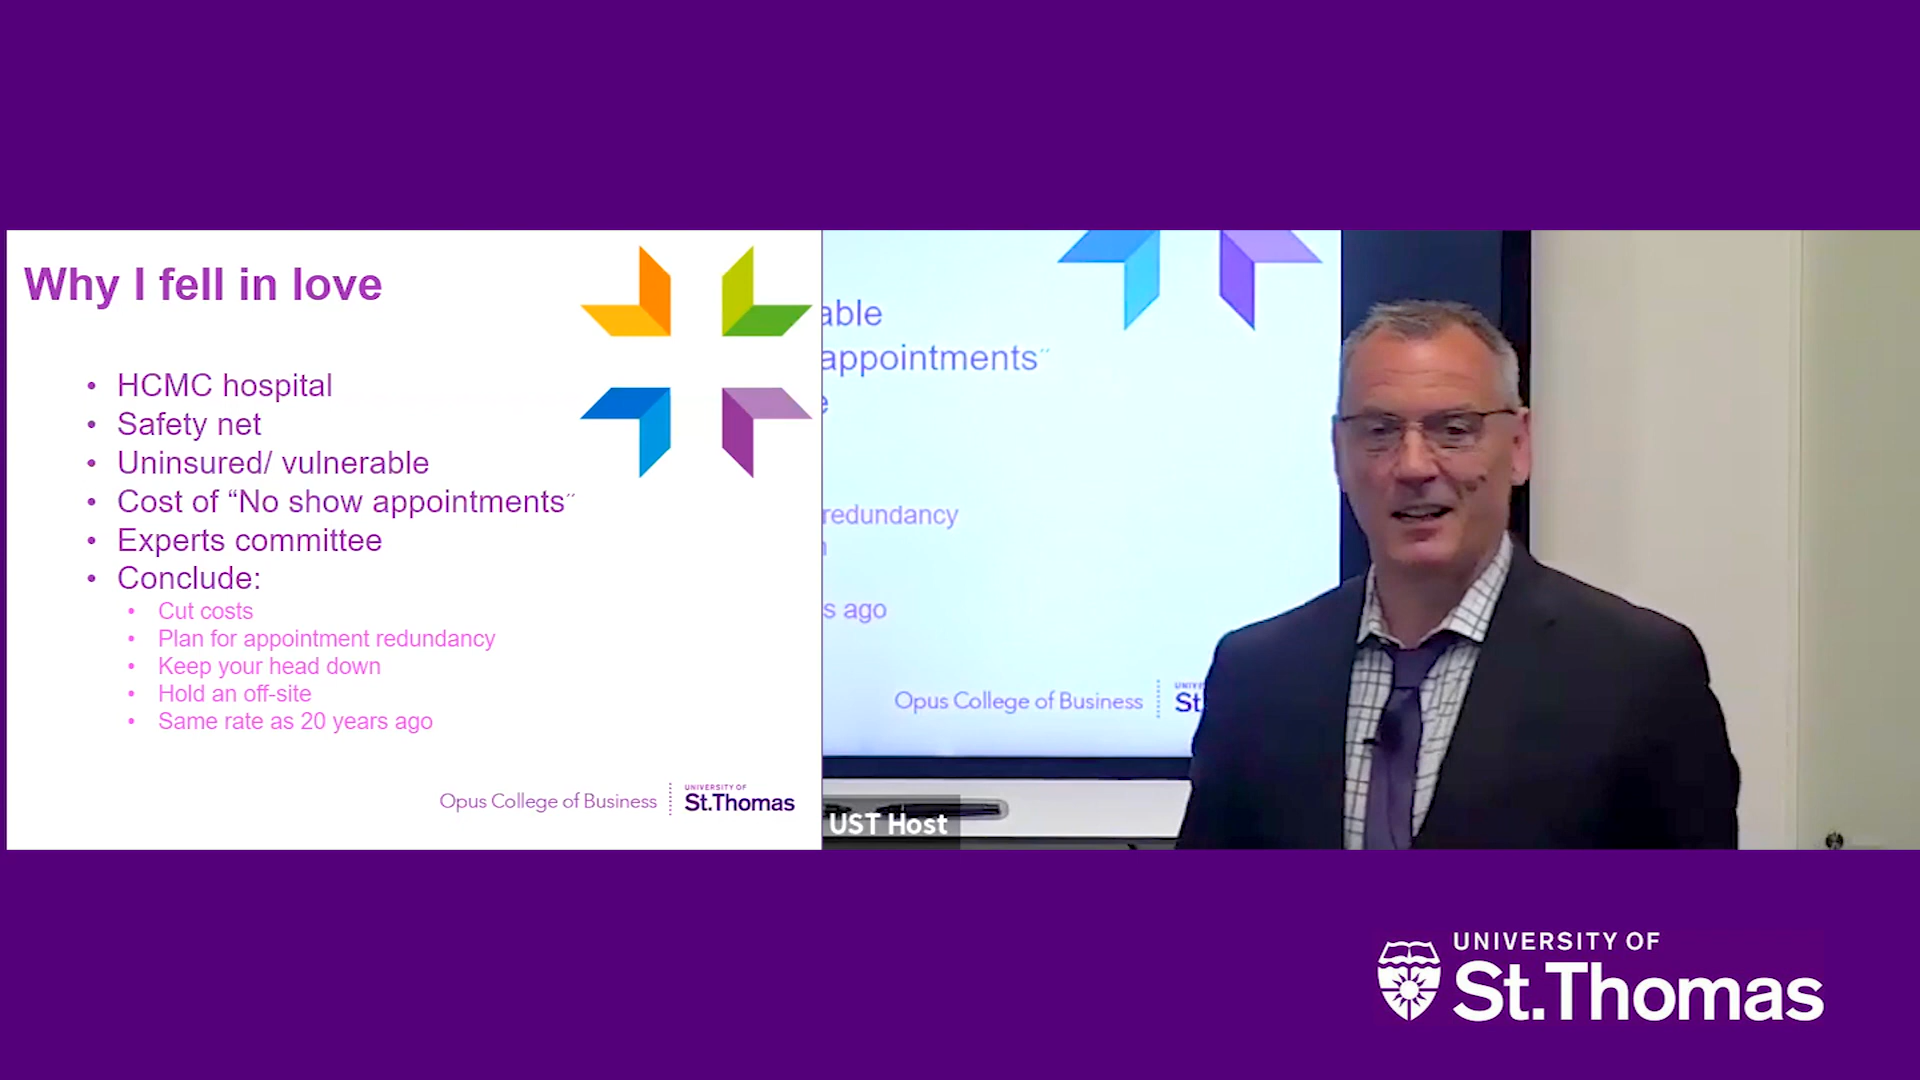 Why I fell in love
• HCMC hospital
• Safety net
• Uninsured/ vulnerable
• Cost of “No show appointments”
• Experts committee
• Conclude:
• Cut costs
• Plan for appointment redundancy
• Keep your head down
• Hold an off-site
• Same rate as 20 years ago
Opus College of Business
UNIVERSITY OF
St.Thomas
able
appointments”
e
redundancy
s ago
Opus College of Business
UNIVE
St
UST Host
UNIVERSITY OF
St.Thomas